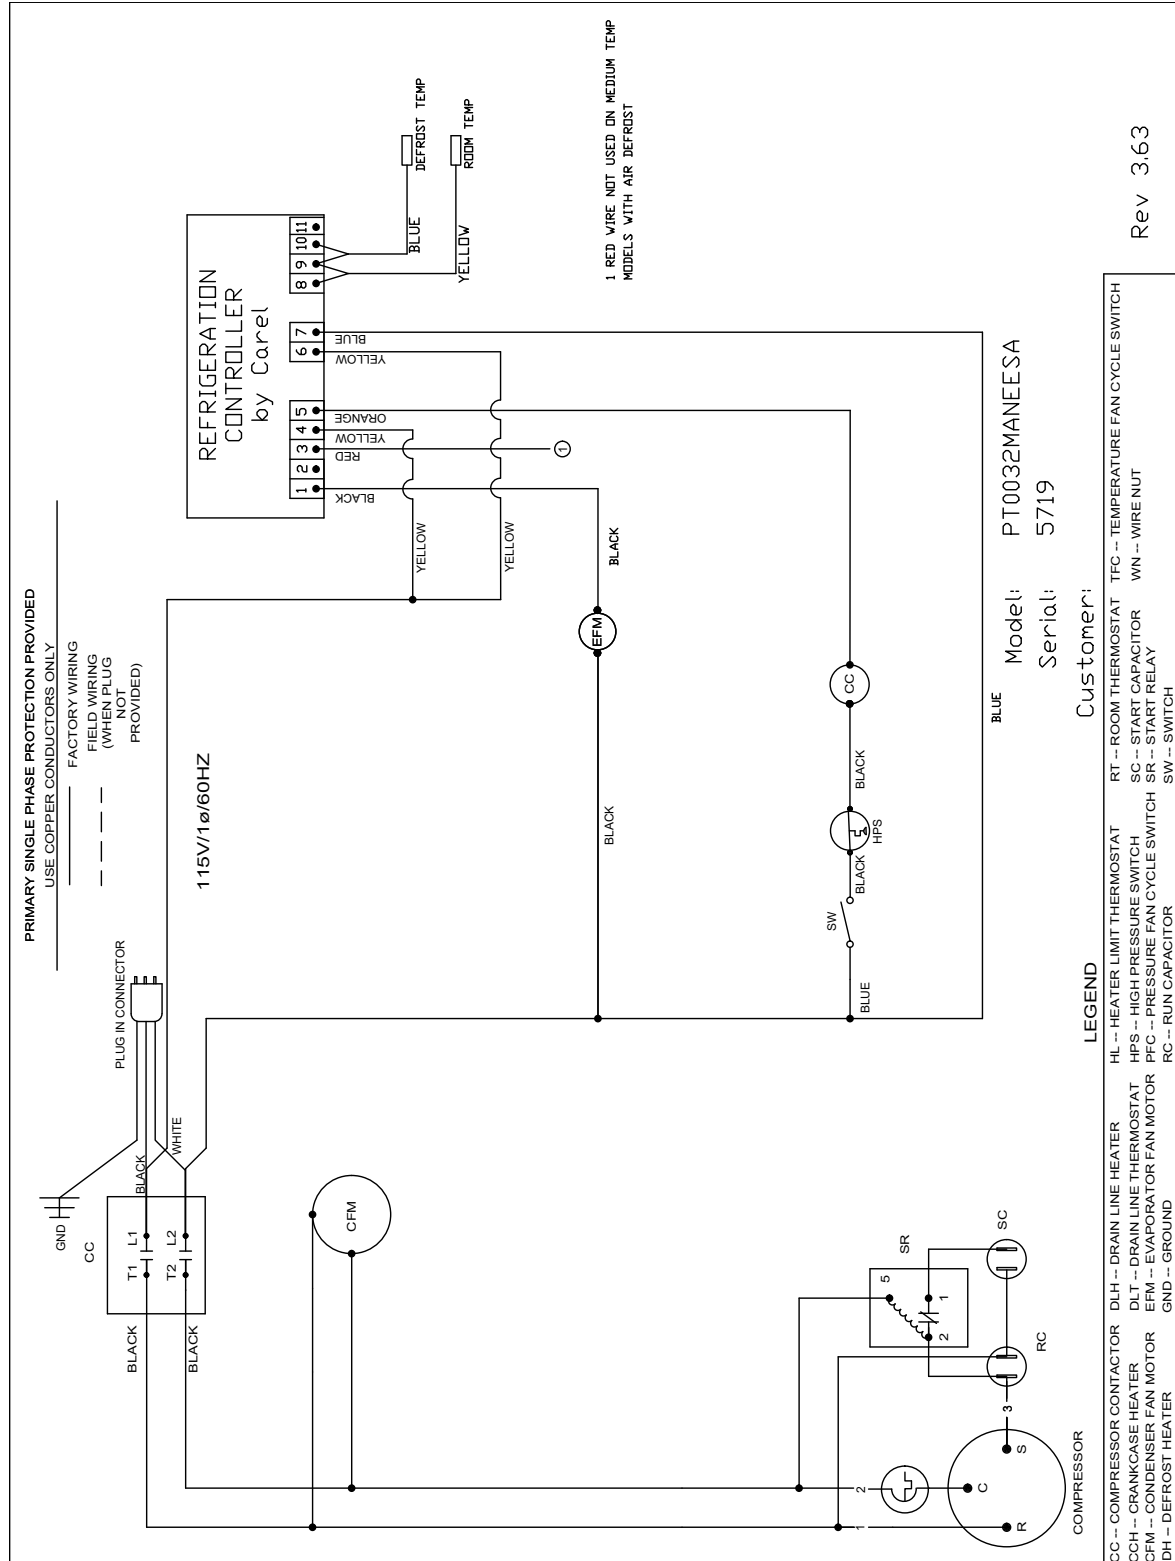 PRIMARY SINGLE PHASE PROTECTION PROVIDED
USE COPPER CONDUCTORS ONLY
FACTORY WIRING
FIELD WIRING
(WHEN PLUG
NOT
PROVIDED)
115V/1ø/60HZ
PLUG IN CONNECTOR
GND
CC
BLACK
WHITE
T1
L1
T2
L2
BLACK
BLACK
CFM
REFRIGERATION
CONTROLLER
by Carel
1
2
3
4
5
6
7
8
9
10
11
BLACK
RED
YELLOW
ORANGE
YELLOW
BLUE
BLUE
DEFROST TEMP
YELLOW
ROOM TEMP
1
YELLOW
YELLOW
BLACK
EFM
BLACK
1 RED WIRE NOT USED ON MEDIUM TEMP
MODELS WITH AIR DEFROST
CC
BLACK
HPS
BLACK
SW
BLUE
BLUE
SR
5
1
2
SC
RC
3
2
1
S
C
R
COMPRESSOR
Model: PT0032MANEESA
Serial: 5719
Customer:
Rev 3.63
LEGEND
CC -- COMPRESSOR CONTACTOR
CCH -- CRANKCASE HEATER
CFM -- CONDENSER FAN MOTOR
DH -- DEFROST HEATER
DLH -- DRAIN LINE HEATER
DLT -- DRAIN LINE THERMOSTAT
EFM -- EVAPORATOR FAN MOTOR
GND -- GROUND
HL -- HEATER LIMIT THERMOSTAT
HPS -- HIGH PRESSURE SWITCH
PFC -- PRESSURE FAN CYCLE SWITCH
RC -- RUN CAPACITOR
RT -- ROOM THERMOSTAT
SC -- START CAPACITOR
SR -- START RELAY
SW -- SWITCH
TFC -- TEMPERATURE FAN CYCLE SWITCH
WN -- WIRE NUT